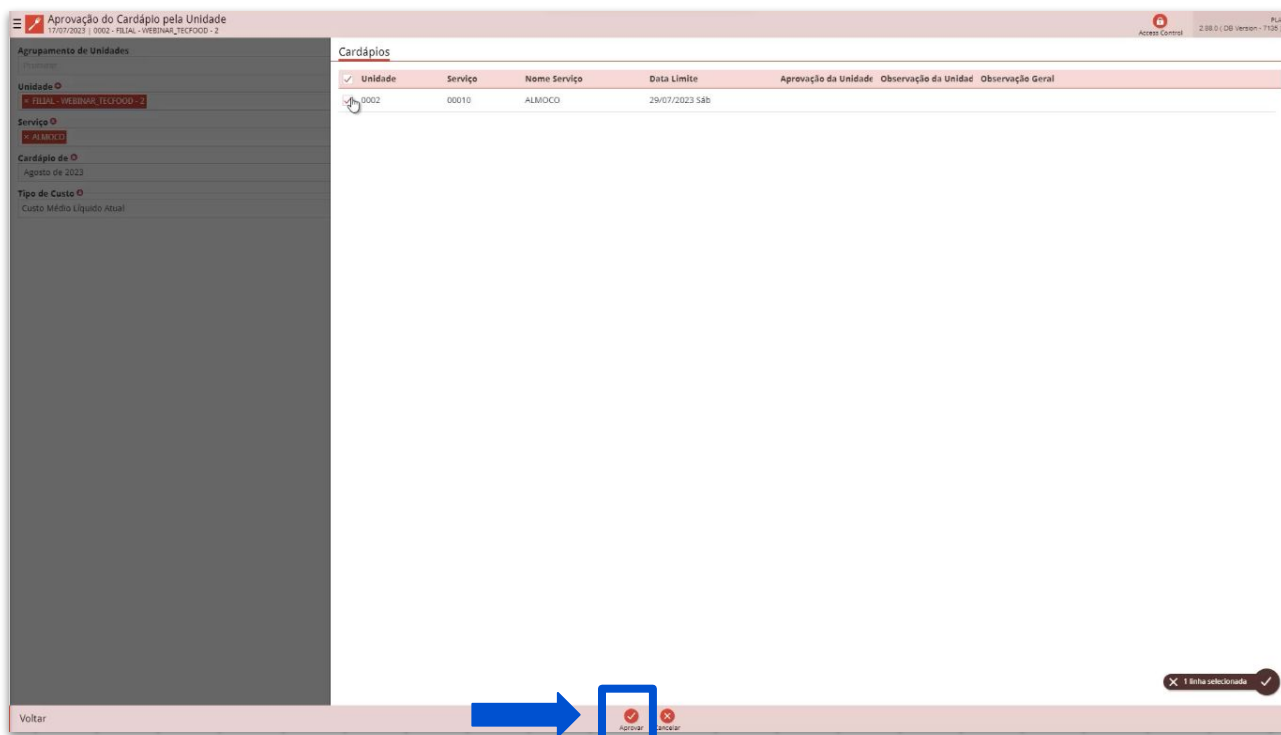 Aprovação do Cardápio pela Unidade
17/07/2023 | 0002 - FILIAL - WEBINAR_TECFOOD - 2
Access Control
2.88.0 | DB Version - 7135
Agrupamento de Unidades
Unidade
× FILIAL - WEBINAR_TECFOOD - 2
Serviço
× ALMOCO
Cardápio de
Agosto de 2023
Tipo de Custo
Custo Médio Líquido Atual
Cardápios
Unidade Serviço Nome Serviço Data Limite Aprovação da Unidade Observação da Unidad Observação Geral
0002 00010 ALMOCO 29/07/2023 Sáb
1 linha selecionada
Voltar
Aprovar Cancelar